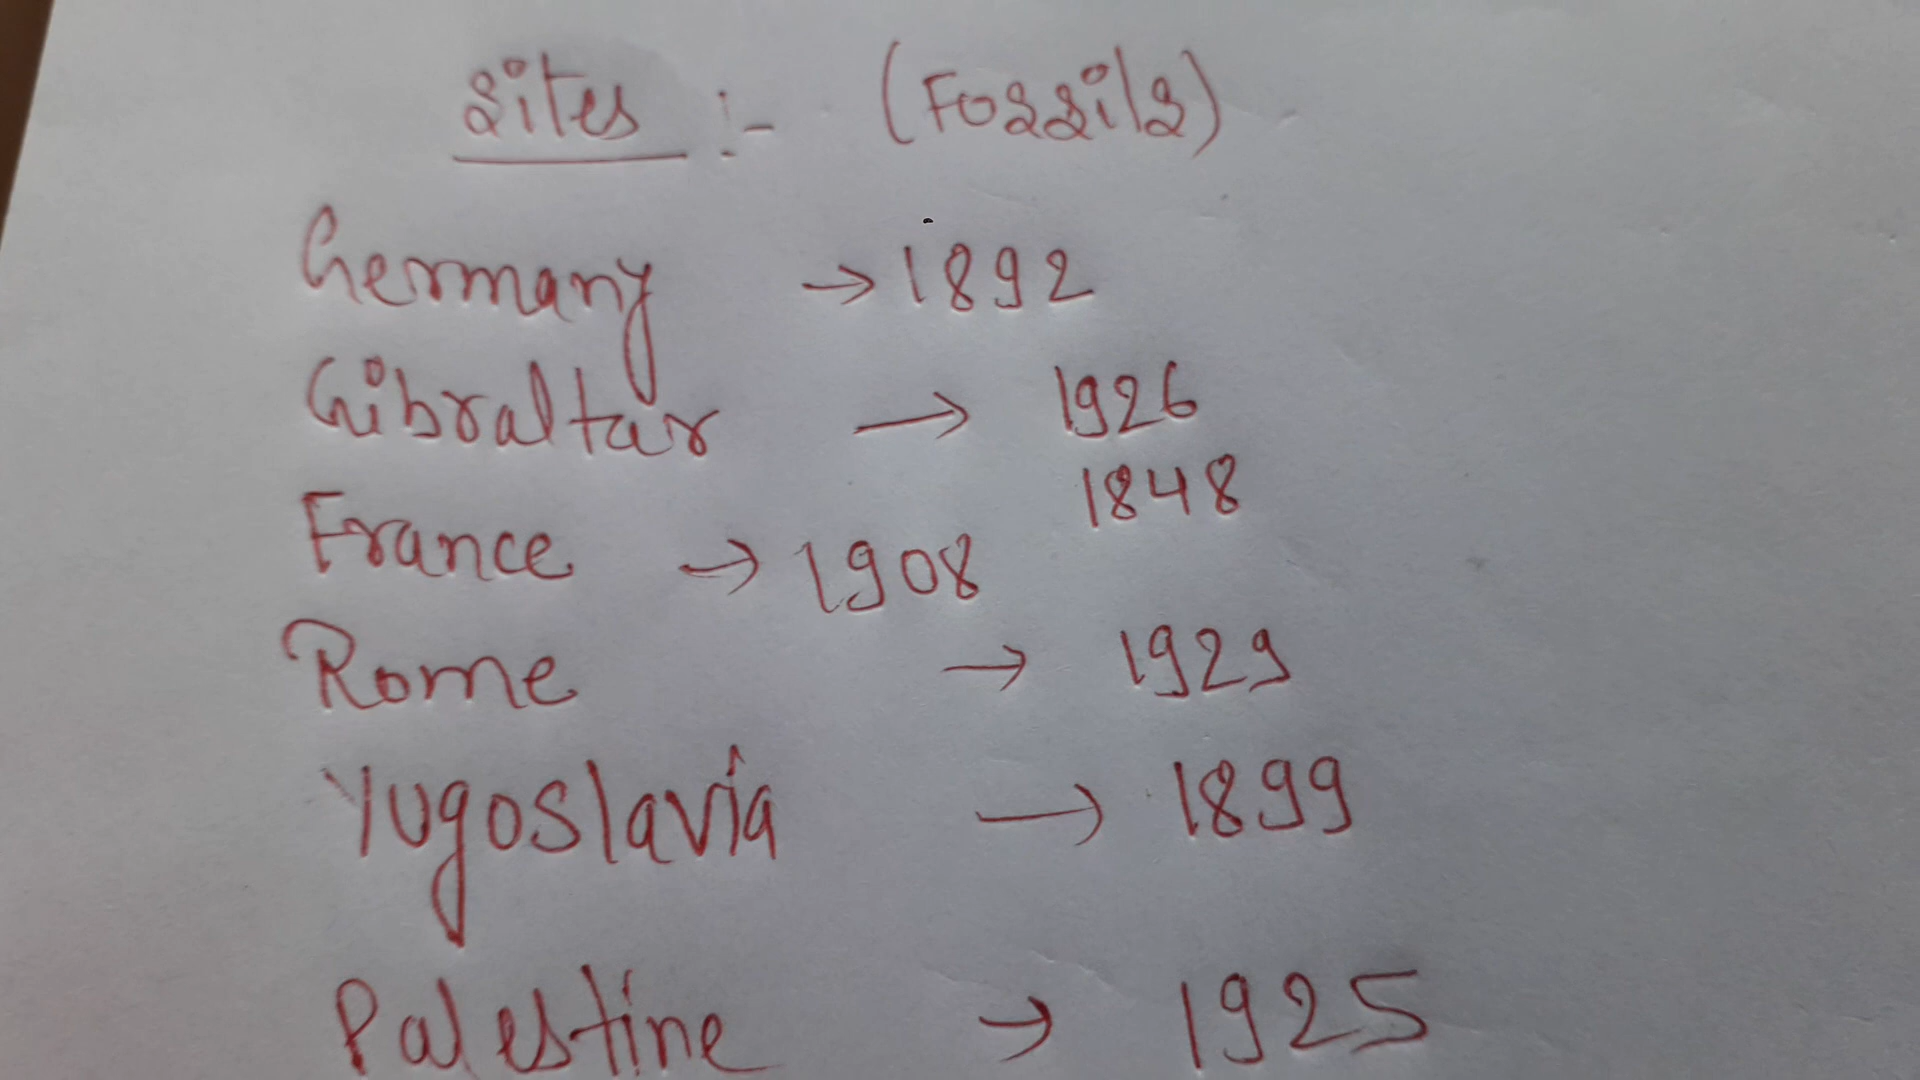 Sites :- (Fossils)
Germany → 1892
Gibraltar → 1926
1848
France → 1908
Rome → 1929
Yugoslavia → 1899
Palestine → 1925